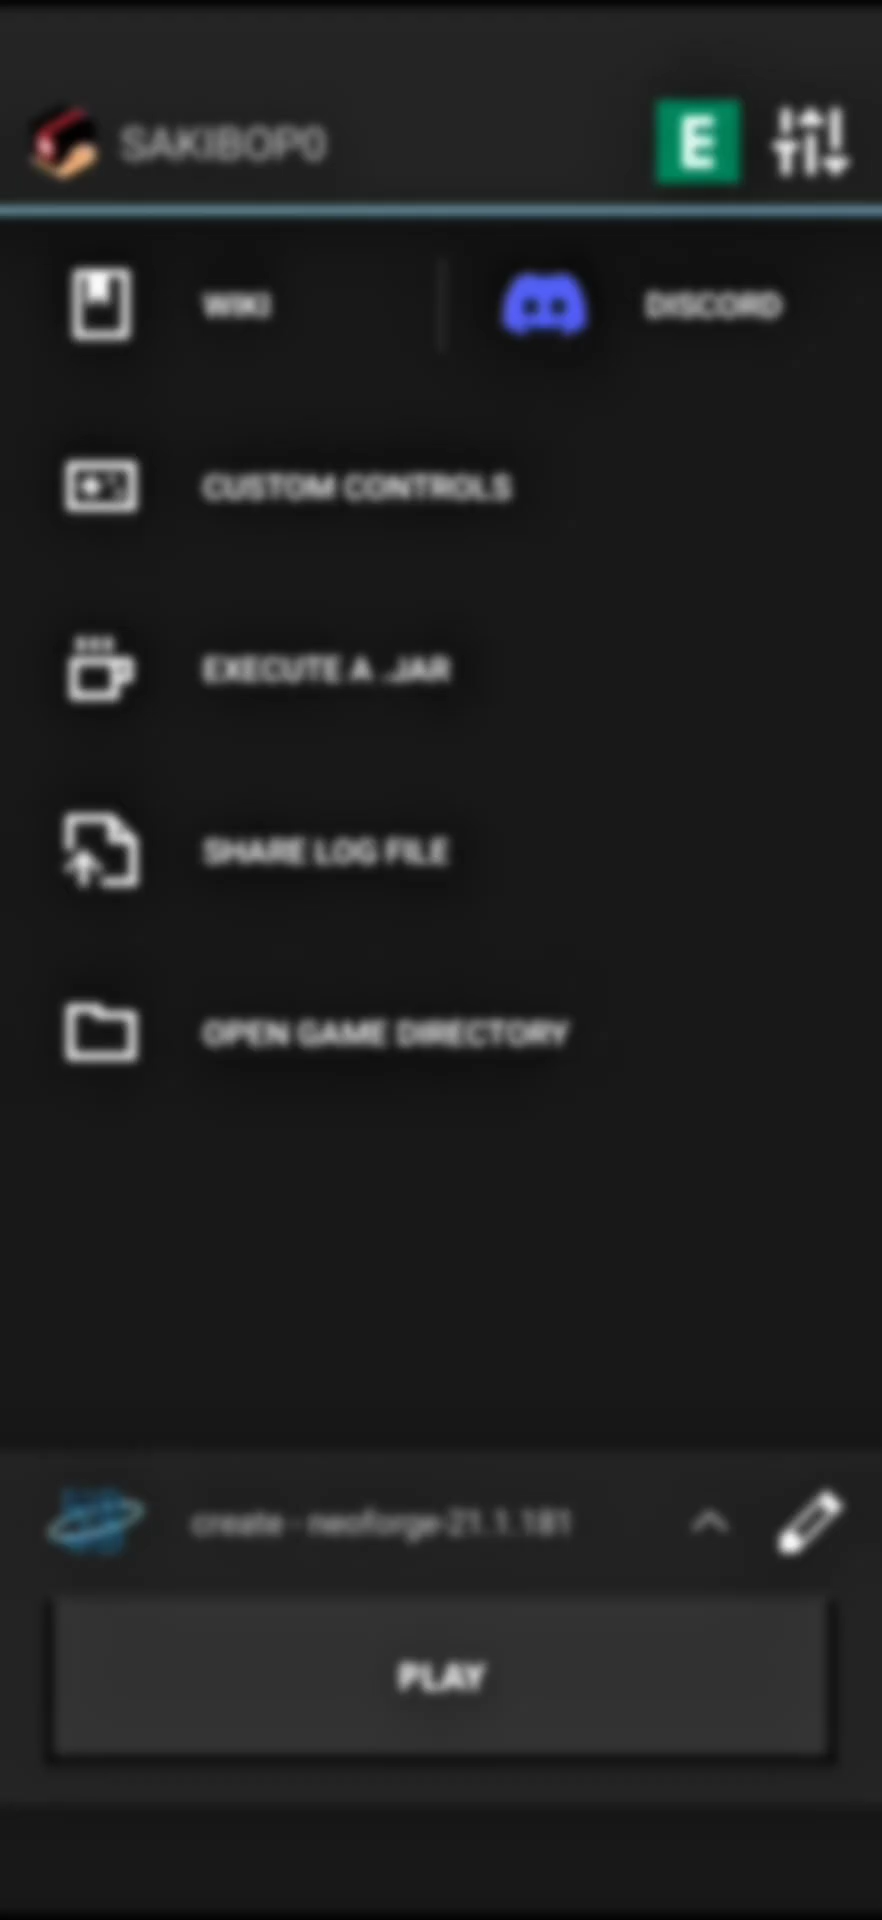 SAKIBOP0
E
WIKI
DISCORD
CUSTOM CONTROLS
EXECUTE A .JAR
SHARE LOG FILE
OPEN GAME DIRECTORY
create - neoforge-21.1.181
PLAY